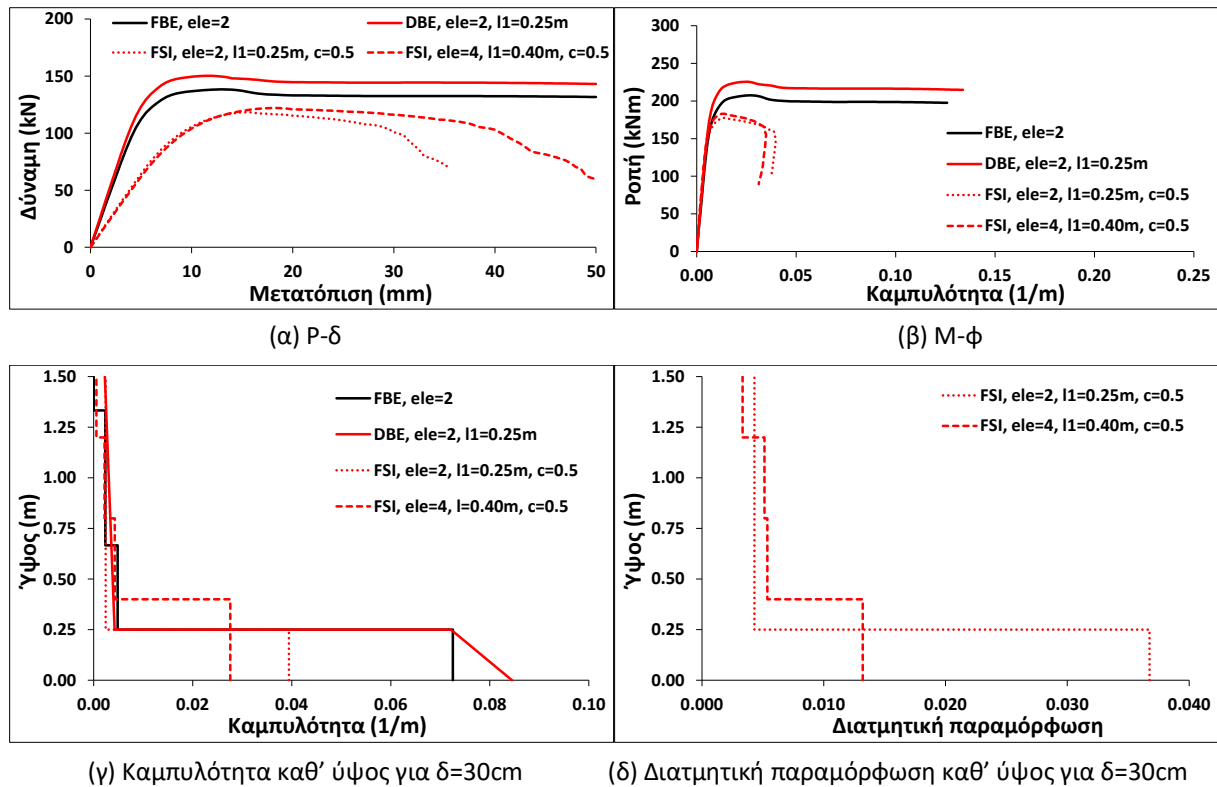 200
150
100
50
0
Δύναμη (kN)
FBE, ele=2
DBE, ele=2, l1=0.25m
FSI, ele=2, l1=0.25m, c=0.5
FSI, ele=4, l1=0.40m, c=0.5
0 10 20 30 40 50
Μετατόπιση (mm)
(α) P-δ
300
250
200
150
100
50
0
Ροπή (kNm)
FBE, ele=2
DBE, ele=2, l1=0.25m
FSI, ele=2, l1=0.25m, c=0.5
FSI, ele=4, l1=0.40m, c=0.5
0.00 0.05 0.10 0.15 0.20 0.25
Καμπυλότητα (1/m)
(β) M-φ
1.50
1.25
1.00
0.75
0.50
0.25
0.00
Ύψος (m)
FBE, ele=2
DBE, ele=2, l1=0.25m
FSI, ele=2, l1=0.25m, c=0.5
FSI, ele=4, l=0.40m, c=0.5
0.00 0.02 0.04 0.06 0.08 0.10
Καμπυλότητα (1/m)
(γ) Καμπυλότητα καθ’ ύψος για δ=30cm
1.50
1.25
1.00
0.75
0.50
0.25
0.00
Ύψος (m)
FSI, ele=2, l1=0.25m, c=0.5
FSI, ele=4, l1=0.40m, c=0.5
0.000 0.010 0.020 0.030 0.040
Διατμητική παραμόρφωση
(δ) Διατμητική παραμόρφωση καθ’ ύψος για δ=30cm